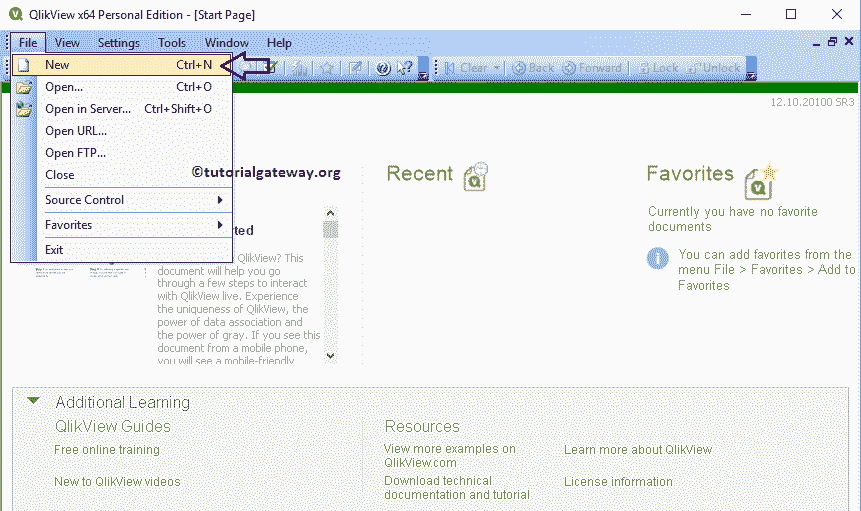 QlikView x64 Personal Edition - [Start Page]
File View Settings Tools Window Help
New Ctrl+N
Clear Back Forward Lock Unlock
Open... Ctrl+O
Open in Server... Ctrl+Shift+O
Open URL...
Open FTP...
Close
Source Control
Favorites
Exit
12.10.20100 SR3
©tutorialgateway.org
ted
QlikView? This
document will help you go
through a few steps to interact
with QlikView live. Experience
the uniqueness of QlikView, the
power of data association and
the power of gray. If you see this
document from a mobile phone,
you will see a mobile-friendly
Recent
Favorites
Currently you have no favorite
documents
You can add favorites from the
menu File > Favorites > Add to
Favorites
Additional Learning
QlikView Guides
Free online training
New to QlikView videos
Resources
View more examples on
QlikView.com
Download technical
documentation and tutorial
Learn more about QlikView
License information